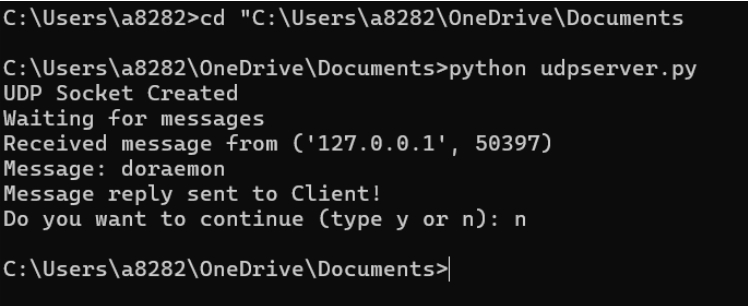 C:\Users\a8282>cd "C:\Users\a8282\OneDrive\Documents
C:\Users\a8282\OneDrive\Documents>python udpserver.py
UDP Socket Created
Waiting for messages
Received message from ('127.0.0.1', 50397)
Message: doraemon
Message reply sent to Client!
Do you want to continue (type y or n): n
C:\Users\a8282\OneDrive\Documents>